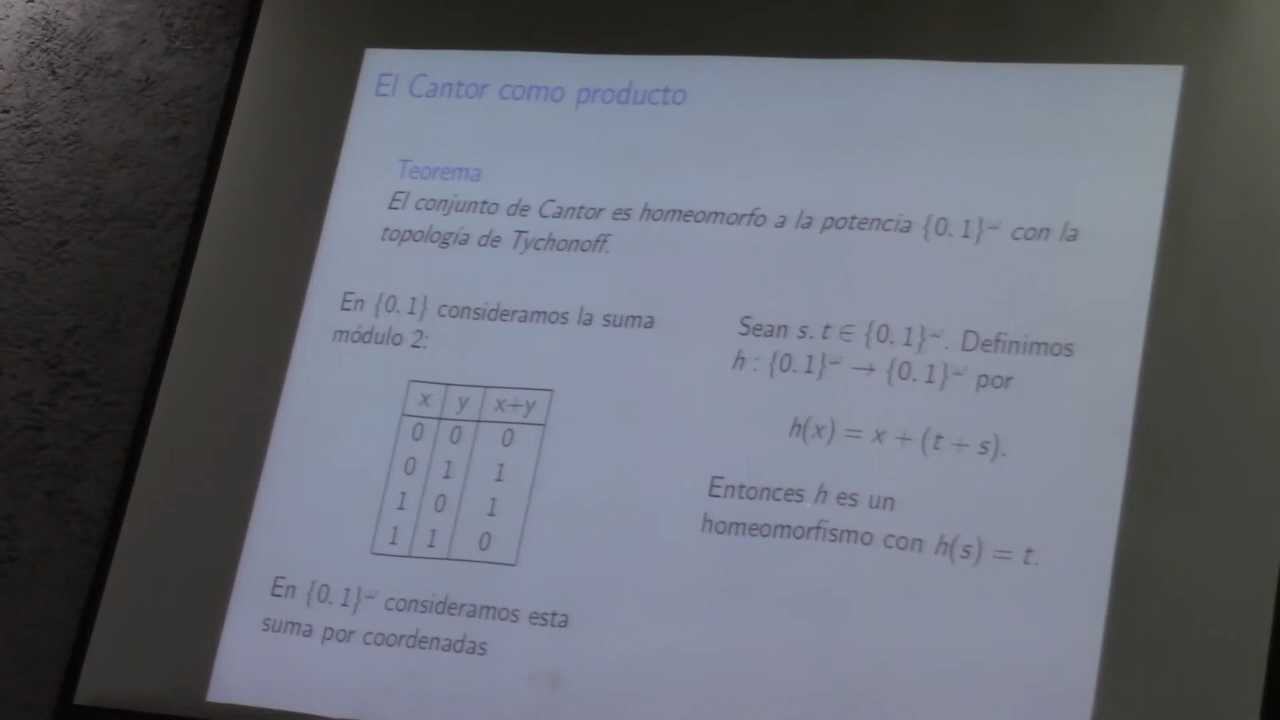 El Cantor como producto
Teorema
El conjunto de Cantor es homeomorfo a la potencia {0, 1}^ω con la
topología de Tychonoff.
En {0, 1} consideramos la suma
módulo 2:
x y x+y
0 0 0
0 1 1
1 0 1
1 1 0
En {0, 1}^ω consideramos esta
suma por coordenadas
Sean s, t ∈ {0, 1}^ω. Definimos
h : {0, 1}^ω → {0, 1}^ω por
h(x) = x + (t + s).
Entonces h es un
homeomorfismo con h(s) = t.